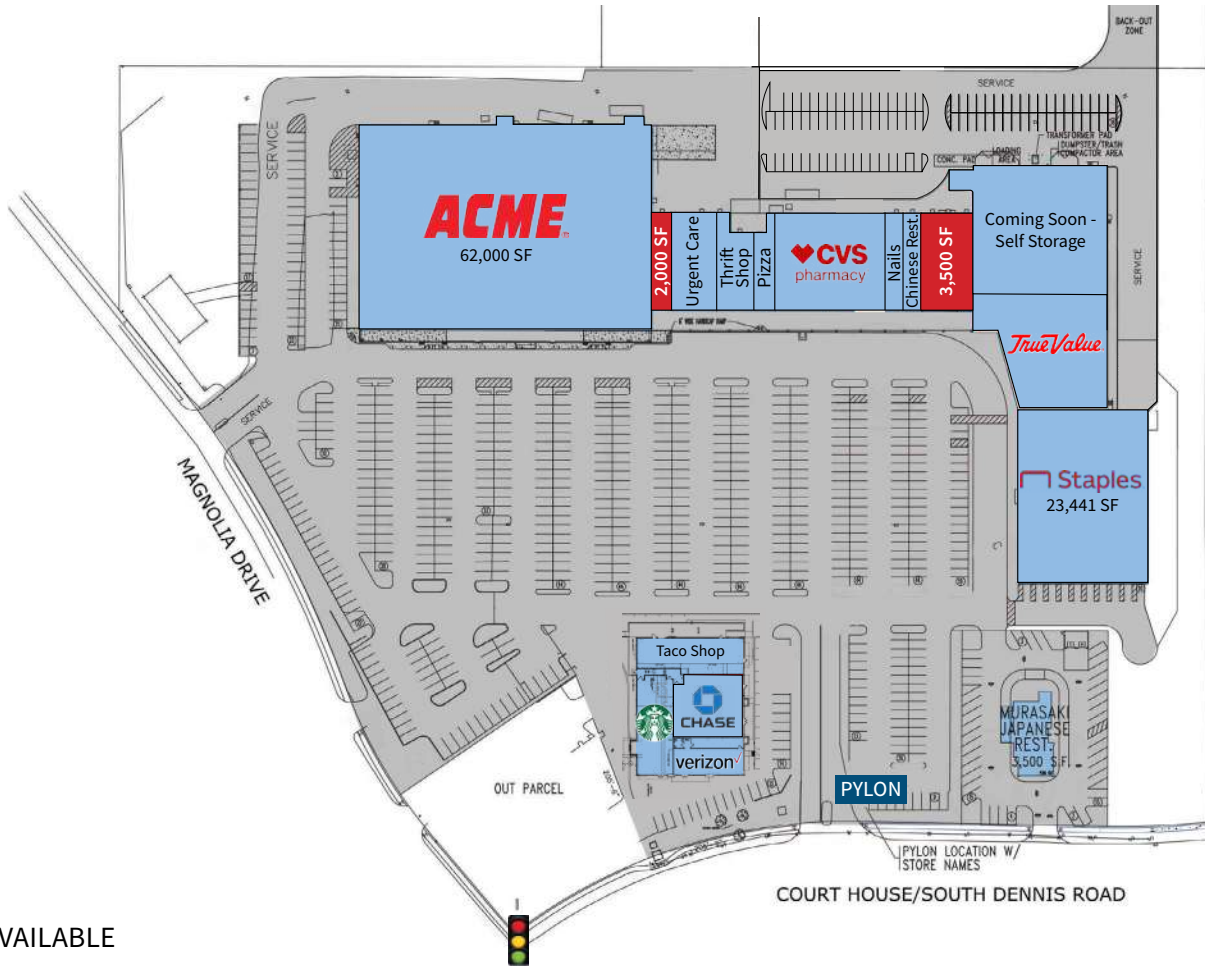 BACK-OUT
ZONE
SERVICE
SERVICE
TRANSFORMER PAD
LOADING
AREA
DUMPSTER/TRASH
COMPACTOR AREA
CONC. PAD
ACME
62,000 SF
2,000 SF
Urgent Care
Thrift
Shop
Pizza
CVS
pharmacy
Nails
Chinese Rest.
3,500 SF
Coming Soon -
Self Storage
SERVICE
True Value
SERVICE
MAGNOLIA DRIVE
Staples
23,441 SF
Taco Shop
CHASE
verizon
MURASAKI
JAPANESE
REST.
3,500 S.F.
OUT PARCEL
PYLON
PYLON LOCATION W/
STORE NAMES
COURT HOUSE/SOUTH DENNIS ROAD
VAILABLE